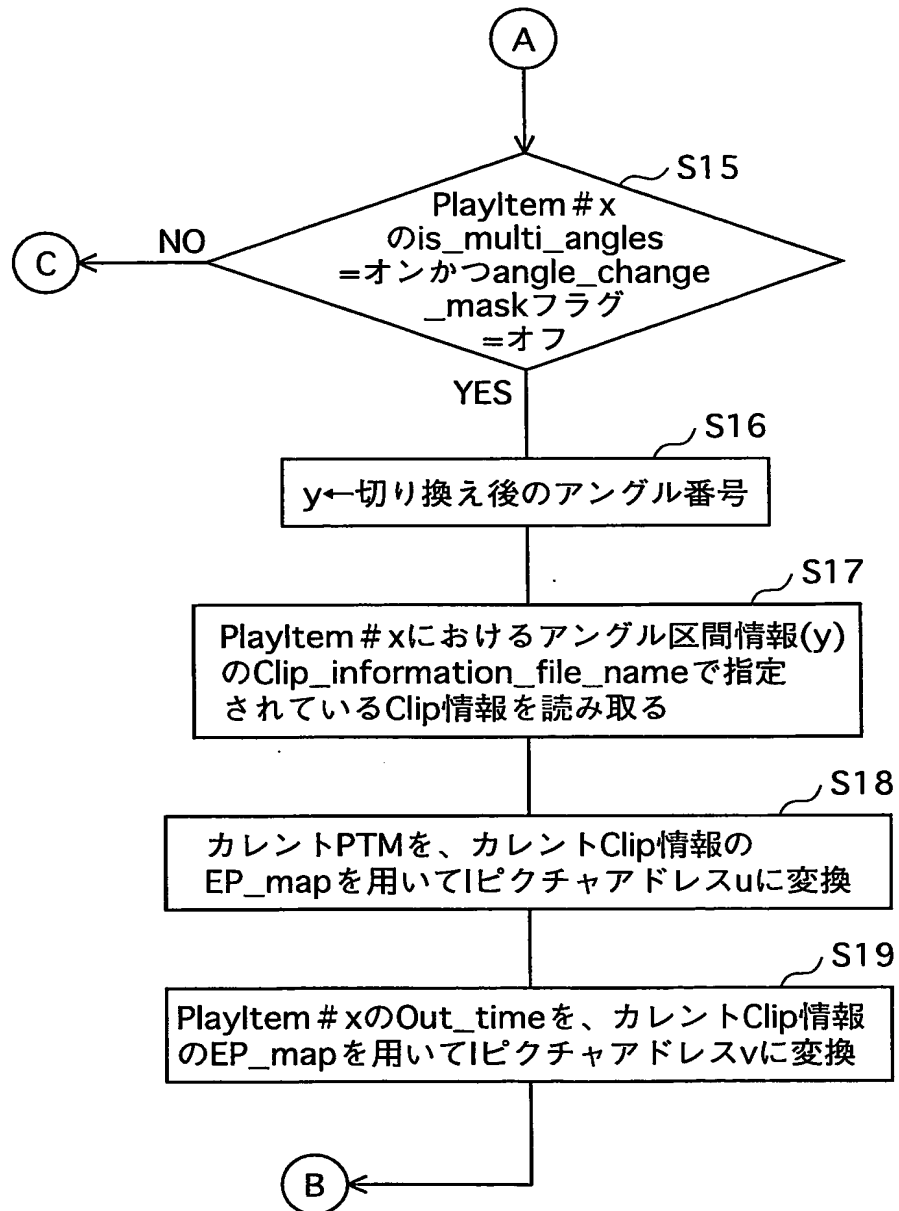 A
S15
PlayItem#x
のis_multi_angles
=オンかつangle_change
_maskフラグ
=オフ
NO
C
YES
S16
y←切り換え後のアングル番号
S17
PlayItem#xにおけるアングル区間情報(y)
のClip_information_file_nameで指定
されているClip情報を読み取る
S18
カレントPTMを、カレントClip情報の
EP_mapを用いてIピクチャアドレスuに変換
S19
PlayItem#xのOut_timeを、カレントClip情報
のEP_mapを用いてIピクチャアドレスvに変換
B